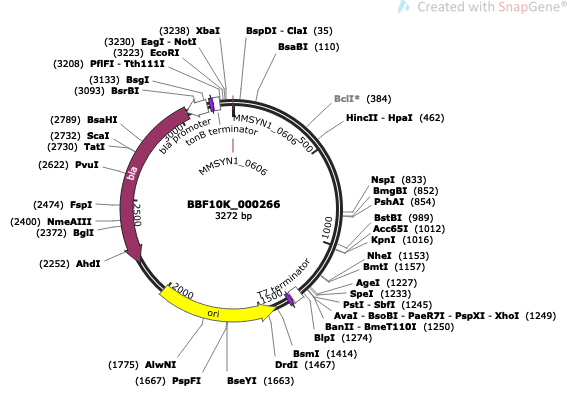 Created with SnapGene®
(3238) XbaI
(3230) EagI - NotI
(3223) EcoRI
(3208) PflFI - Tth111I
(3133) BsgI
(3093) BsrBI
(2789) BsaHI
(2732) ScaI
(2730) TatI
(2622) PvuI
(2474) FspI
(2400) NmeAIII
(2372) BglI
(2252) AhdI
(1775) AlwNI
(1667) PspFI
BseYI (1663)
DrdI (1467)
BsmI (1414)
BlpI (1274)
BanII - BmeT110I (1250)
AvaI - BsoBI - PaeR7I - PspXI - XhoI (1249)
PstI - SbfI (1245)
SpeI (1233)
AgeI (1227)
BmtI (1157)
NheI (1153)
KpnI (1016)
Acc65I (1012)
BstBI (989)
PshAI (854)
BmgBI (852)
NspI (833)
HincII - HpaI (462)
BclI* (384)
BsaBI (110)
BspDI - ClaI (35)
MMSYN1_0606
500
1000
1500
2000
2500
3000
bla promoter
tonB terminator
MMSYN1_0606
bla
BBF10K_000266
3272 bp
T7 terminator
ori